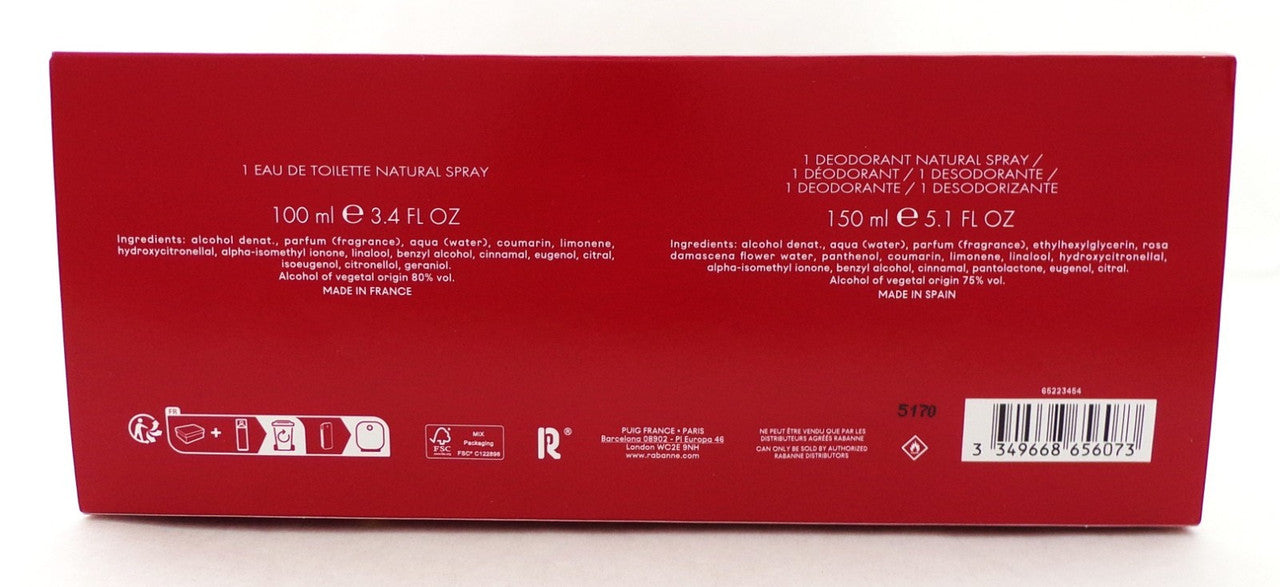 1 EAU DE TOILETTE NATURAL SPRAY
100 ml ℮ 3.4 FL OZ
Ingredients: alcohol denat., parfum (fragrance), aqua (water), coumarin, limonene,
hydroxycitronellal, alpha-isomethyl ionone, linalool, benzyl alcohol, cinnamal, eugenol, citral,
isoeugenol, citronellol, geraniol.
Alcohol of vegetal origin 80% vol.
MADE IN FRANCE
1 DEODORANT NATURAL SPRAY /
1 DÉODORANT / 1 DESODORANTE /
1 DEODORANTE / 1 DESODORIZANTE
150 ml ℮ 5.1 FL OZ
Ingredients: alcohol denat., aqua (water), parfum (fragrance), ethylhexylglycerin, rosa
damascena flower water, panthenol, coumarin, limonene, linalool, hydroxycitronellal,
alpha-isomethyl ionone, benzyl alcohol, cinnamal, pantolactone, eugenol, citral.
Alcohol of vegetal origin 75% vol.
MADE IN SPAIN
FR
FSC
MIX
Packaging
FSC® C122896
R®
PUIG FRANCE • PARIS
Barcelona 08902 - Pl Europa 46
London WC2E 9NH
www.rabanne.com
NE PEUT ÊTRE VENDU QUE PAR LES
DISTRIBUTEURS AGRÉÉS RABANNE
CAN ONLY BE SOLD BY AUTHORIZED
RABANNE DISTRIBUTORS
5170
65223454
3 349668 656073